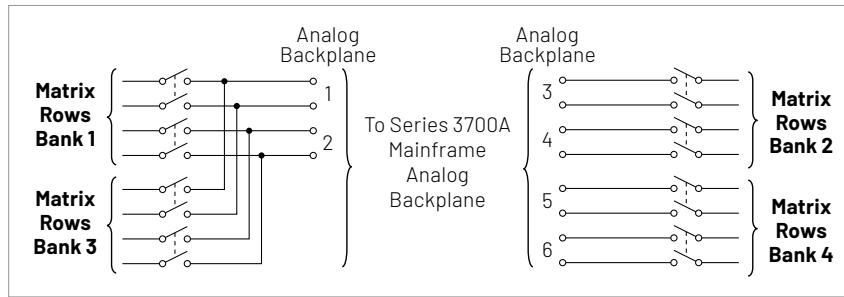 Analog
Backplane
Matrix
Rows
Bank 1
1
2
Matrix
Rows
Bank 3
To Series 3700A
Mainframe
Analog
Backplane
Analog
Backplane
3
4
5
6
Matrix
Rows
Bank 2
Matrix
Rows
Bank 4